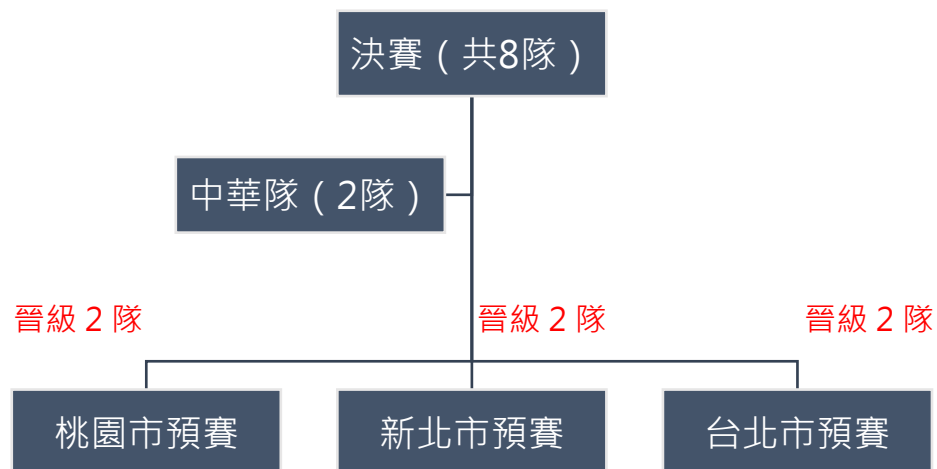 決賽（共8隊）
中華隊（2隊）
晉級 2 隊
晉級 2 隊
晉級 2 隊
桃園市預賽
新北市預賽
台北市預賽